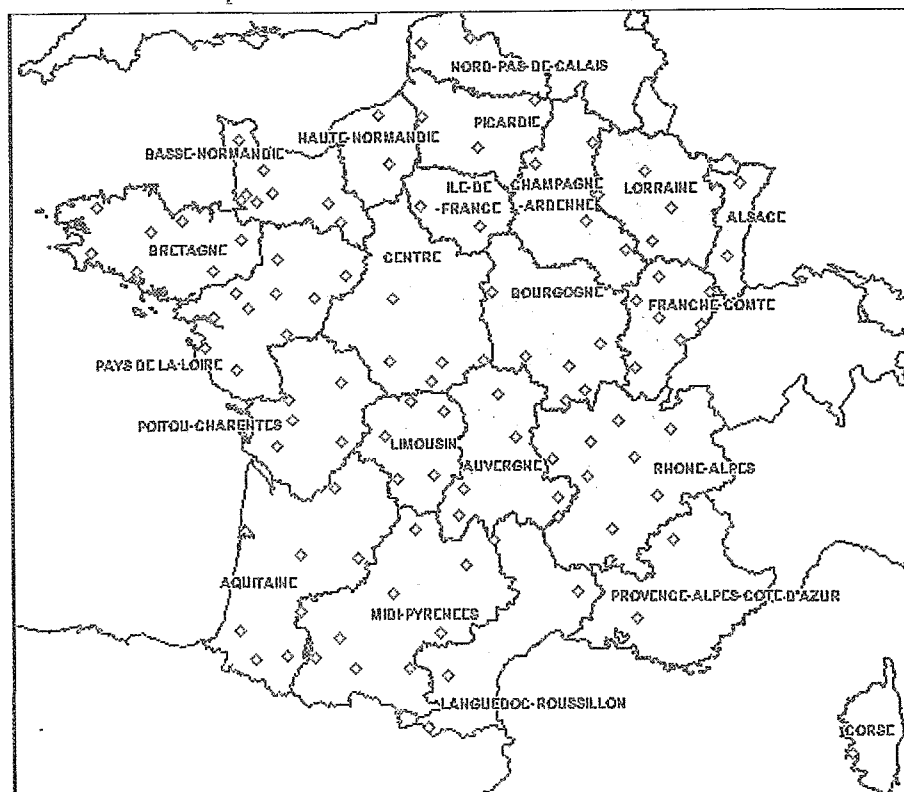 NORD-PAS-DE-CALAIS
PICARDIE
HAUTE-NORMANDIE
BASSE-NORMANDIE
ILE-DE
-FRANCE
CHAMPAGNE
-ARDENNE
LORRAINE
ALSACE
BRETAGNE
CENTRE
BOURGOGNE
FRANCHE-COMTE
PAYS DE LA-LOIRE
POITOU-CHARENTES
LIMOUSIN
AUVERGNE
RHONE-ALPES
AQUITAINE
MIDI-PYRENEES
PROVENCE-ALPES-COTE-D'AZUR
LANGUEDOC-ROUSSILLON
CORSE